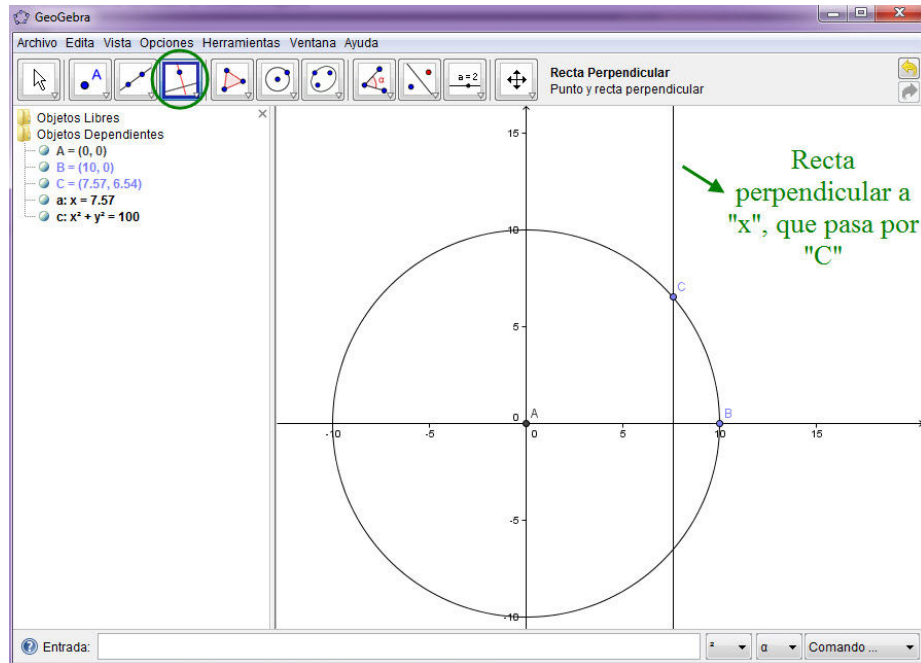 GeoGebra
Archivo Edita Vista Opciones Herramientas Ventana Ayuda
A
α
a = 2
Recta Perpendicular
Punto y recta perpendicular
Objetos Libres
Objetos Dependientes
A = (0, 0)
B = (10, 0)
C = (7.57, 6.54)
a: x = 7.57
c: x² + y² = 100
Recta
perpendicular a
"x", que pasa por
"C"
15
10
C
5
0 A B
-10 -5 0 5 10 15
-5
-10
Entrada: ² α Comando ...